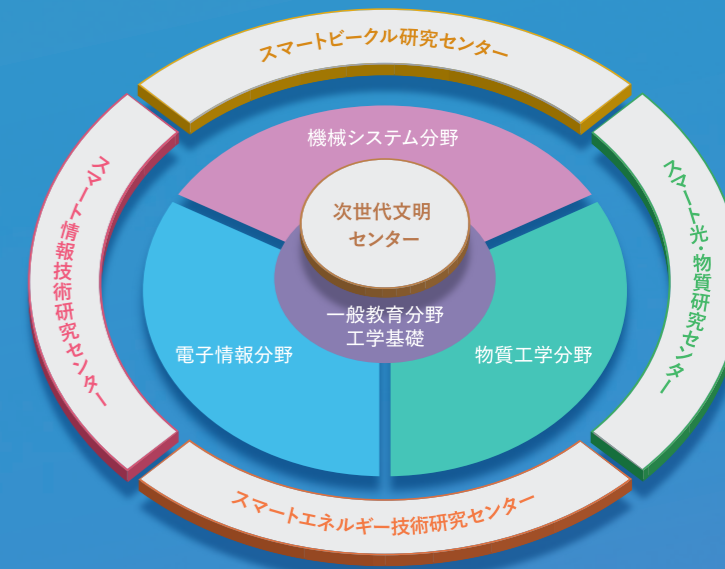 スマートビークル研究センター
機械システム分野
次世代文明
センター
スマート情報技術研究センター
スマート光・物質研究センター
一般教育分野
工学基礎
電子情報分野
物質工学分野
スマートエネルギー技術研究センター